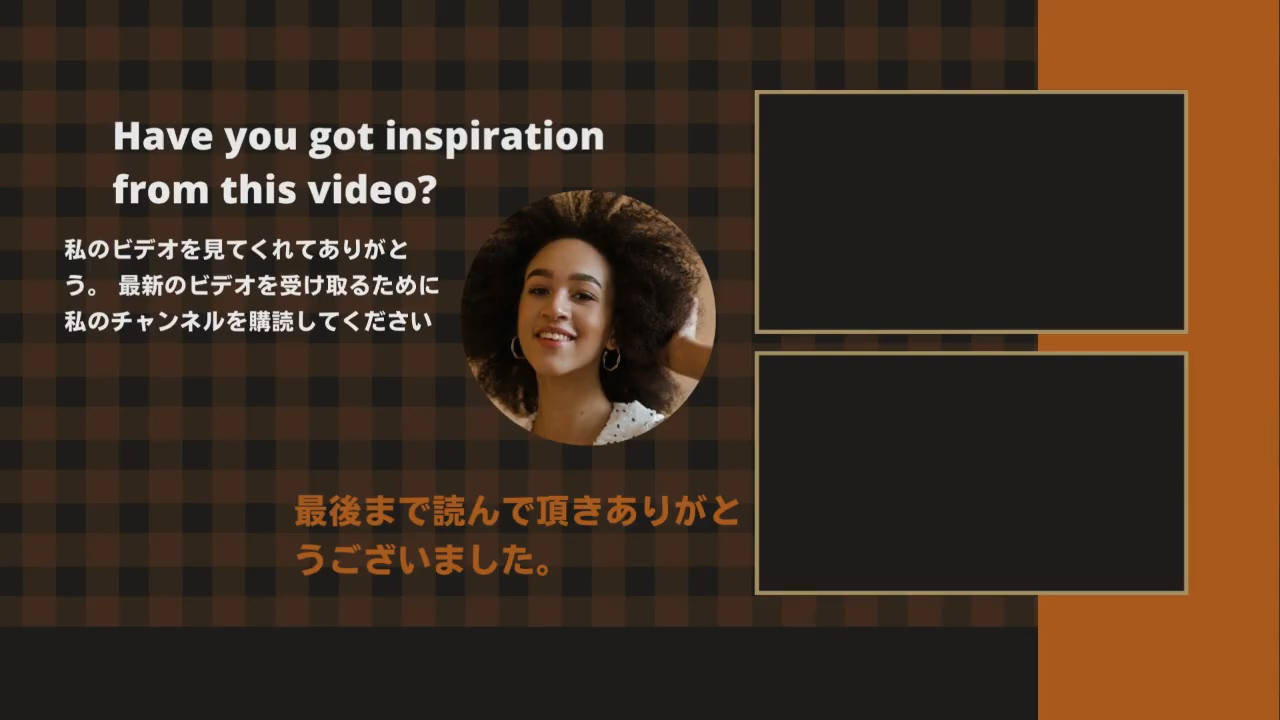 Have you got inspiration
from this video?
私のビデオを見てくれてありがと
う。 最新のビデオを受け取るために
私のチャンネルを購読してください
最後まで読んで頂きありがと
うございました。